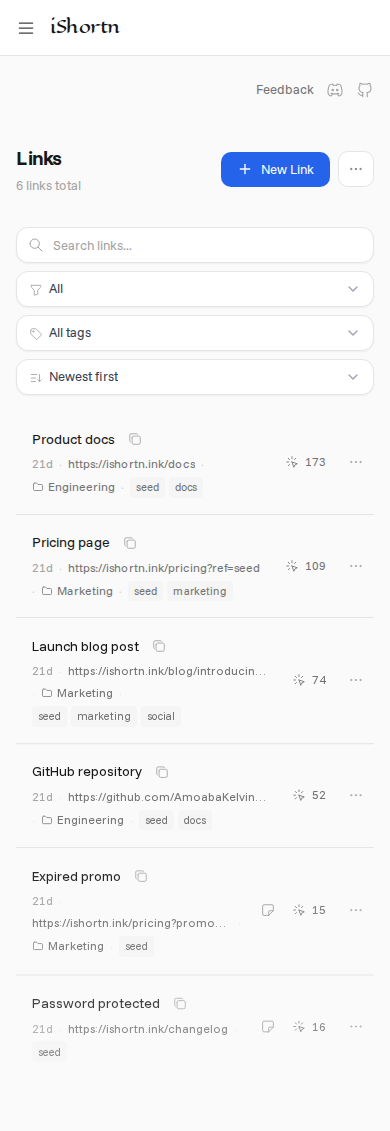 iShortn
Feedback
Links
New Link
6 links total
Search links...
All
All tags
Newest first
Product docs
21d · https://ishortn.ink/docs ·
173
Engineering · seed docs
Pricing page
21d · https://ishortn.ink/pricing?ref=seed
109
· Marketing · seed marketing
Launch blog post
21d · https://ishortn.ink/blog/introducin...
74
· Marketing ·
seed marketing social
GitHub repository
21d · https://github.com/AmoabaKelvin...
52
· Engineering · seed docs
Expired promo
21d ·
15
https://ishortn.ink/pricing?promo... ·
Marketing · seed
Password protected
21d · https://ishortn.ink/changelog
16
seed